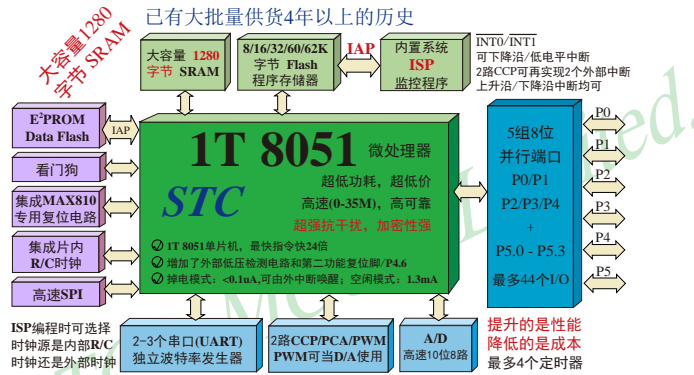 已有大批量供货4年以上的历史
大容量1280
字节 SRAM
大容量 1280
字节 SRAM
8/16/32/60/62K
字节 Flash
程序存储器
IAP
内置系统
ISP
监控程序
INT0/INT1
可下降沿/低电平中断
2路CCP可再实现2个外部中断
上升沿/下降沿中断均可
E²PROM
Data Flash
IAP
看门狗
集成MAX810
专用复位电路
集成片内
R/C时钟
高速SPI
1T 8051 微处理器
STC
超低功耗，超低价
高速(0-35M)，高可靠
超强抗干扰，加密性强
1T 8051单片机，最快指令快24倍
增加了外部低压检测电路和第二功能复位脚/P4.6
掉电模式：<0.1uA,可由外中断唤醒；空闲模式：1.3mA
5组8位
并行端口
P0/P1
P2/P3/P4
+
P5.0 - P5.3
最多44个I/O
P0
P1
P2
P3
P4
P5
ISP编程时可选择
时钟源是内部R/C
时钟还是外部时钟
2-3个串口(UART)
独立波特率发生器
2路CCP/PCA/PWM
PWM可当D/A使用
A/D
高速10位8路
提升的是性能
降低的是成本
最多4个定时器